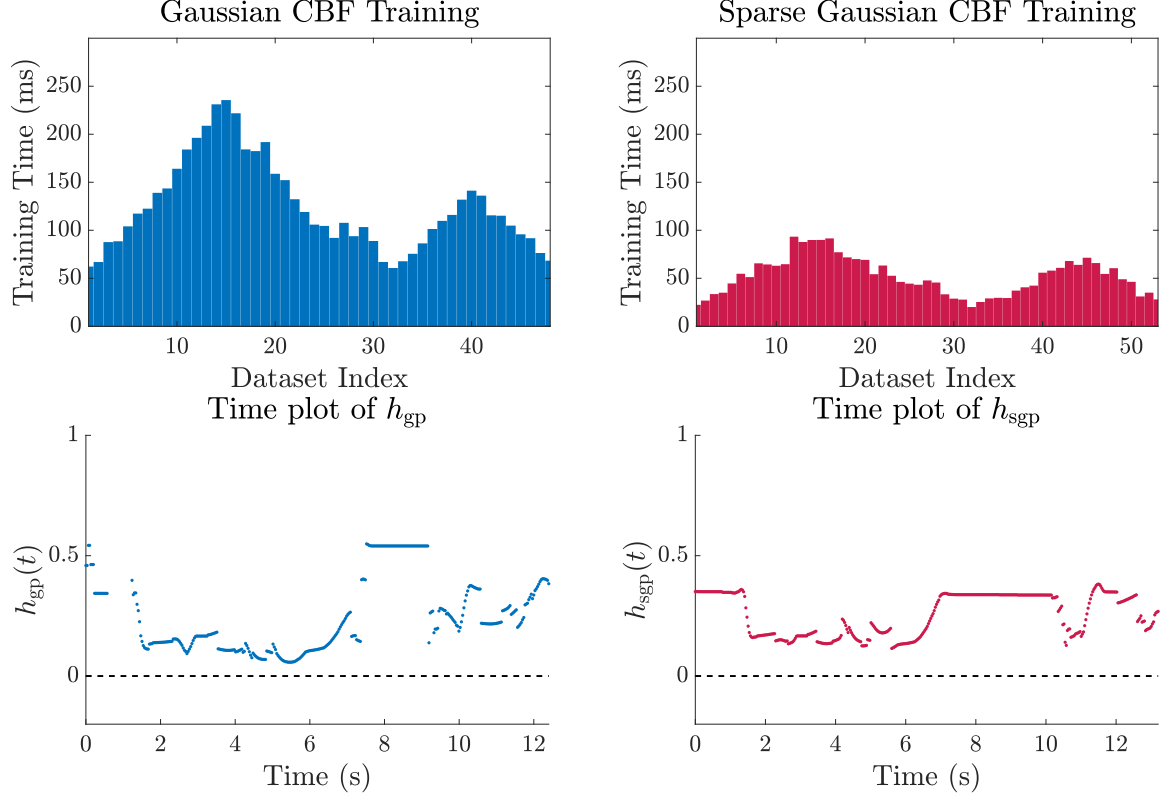 Gaussian CBF Training
Training Time (ms)
250
200
150
100
50
0
10 20 30 40
Dataset Index
Sparse Gaussian CBF Training
Training Time (ms)
250
200
150
100
50
0
10 20 30 40 50
Dataset Index
Time plot of h_gp
h_gp(t)
1
0.5
0
0 2 4 6 8 10 12
Time (s)
Time plot of h_sgp
h_sgp(t)
1
0.5
0
0 2 4 6 8 10 12
Time (s)